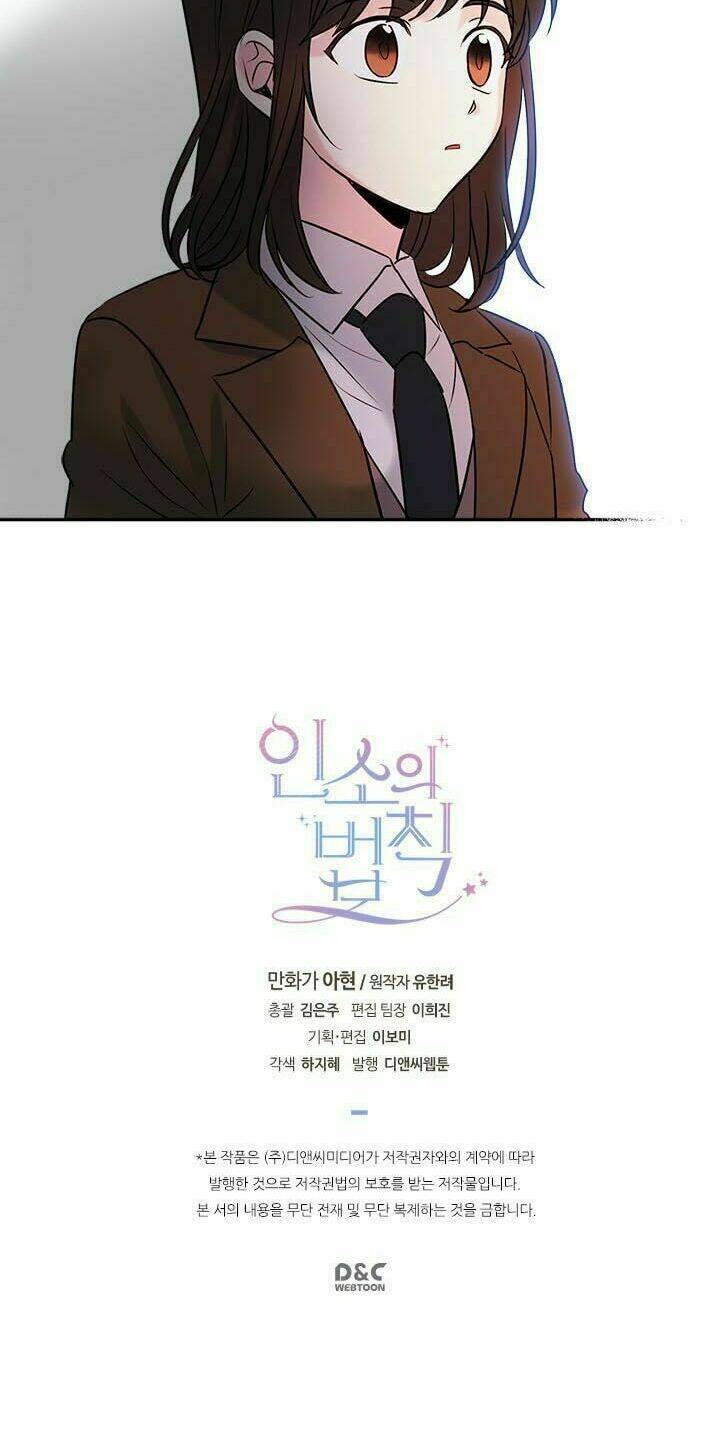 인소의
법칙
만화가 아현 / 원작자 유한려
총괄 김은주 편집 팀장 이희진
기획·편집 이보미
각색 하지혜 발행 디앤씨웹툰
*본 작품은 (주)디앤씨미디어가 저작권자와의 계약에 따라
발행한 것으로 저작권법의 보호를 받는 저작물입니다.
본 서의 내용을 무단 전재 및 무단 복제하는 것을 금합니다.
D&C
WEBTOON